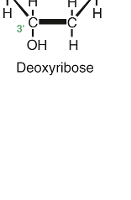 H H H H
3' C C
OH H
Deoxyribose